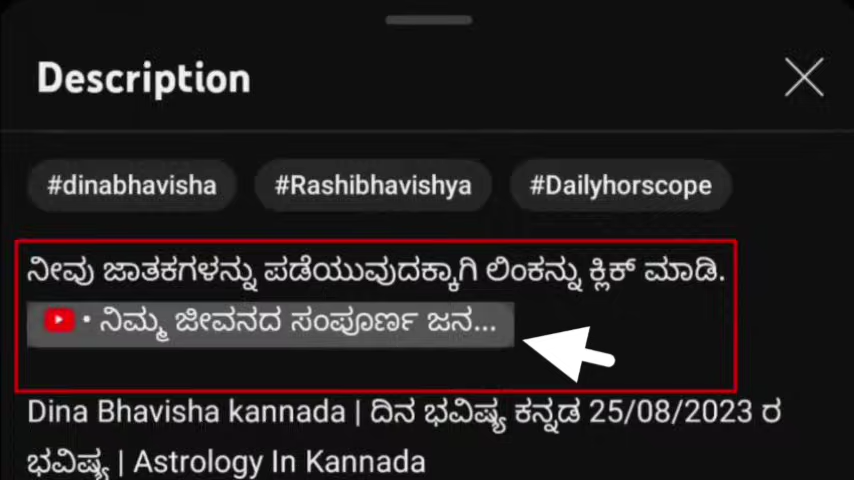 Description
#dinabhavisha #Rashibhavishya #Dailyhorscope
ನೀವು ಜಾತಕಗಳನ್ನು ಪಡೆಯುವುದಕ್ಕಾಗಿ ಲಿಂಕನ್ನು ಕ್ಲಿಕ್ ಮಾಡಿ.
• ನಿಮ್ಮ ಜೀವನದ ಸಂಪೂರ್ಣ ಜನ...
Dina Bhavisha kannada | ದಿನ ಭವಿಷ್ಯ ಕನ್ನಡ 25/08/2023 ರ
ಭವಿಷ್ಯ | Astrology In Kannada